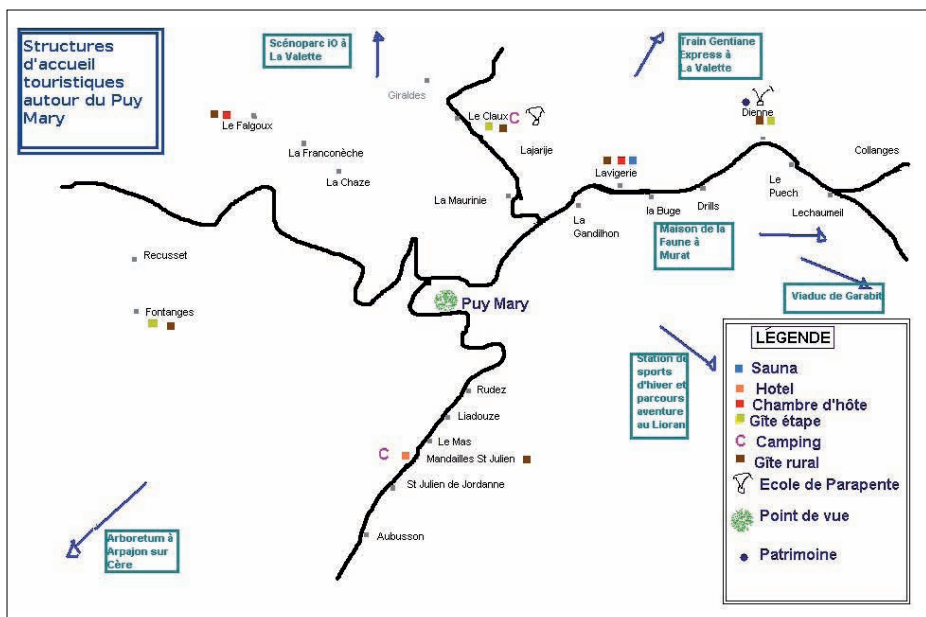 Structures
d'accueil
touristiques
autour du Puy
Mary
Scénoparc iO à
La Valette
Train Gentiane
Express à
La Valette
Giraldes
Le Falgoux
Le Claux
C
Dienne
La Franconèche
Lajarije
Collanges
La Chaze
Lavigerie
Le
Puech
La Maurinie
La
Gandilhon
la Buge
Drills
Lechaumeil
Maison de la
Faune à
Murat
Recusset
Viaduc de Garabit
Puy Mary
Fontanges
Station de
sports
d'hiver et
parcours
aventure
au Lioran
LÉGENDE
Sauna
Hotel
Chambre d'hôte
Gîte étape
C Camping
Gîte rural
Ecole de Parapente
Point de vue
Patrimoine
Rudez
Liadouze
Le Mas
C
Mandailles St Julien
St Julien de Jordanne
Aubusson
Arboretum à
Arpajon sur
Cère